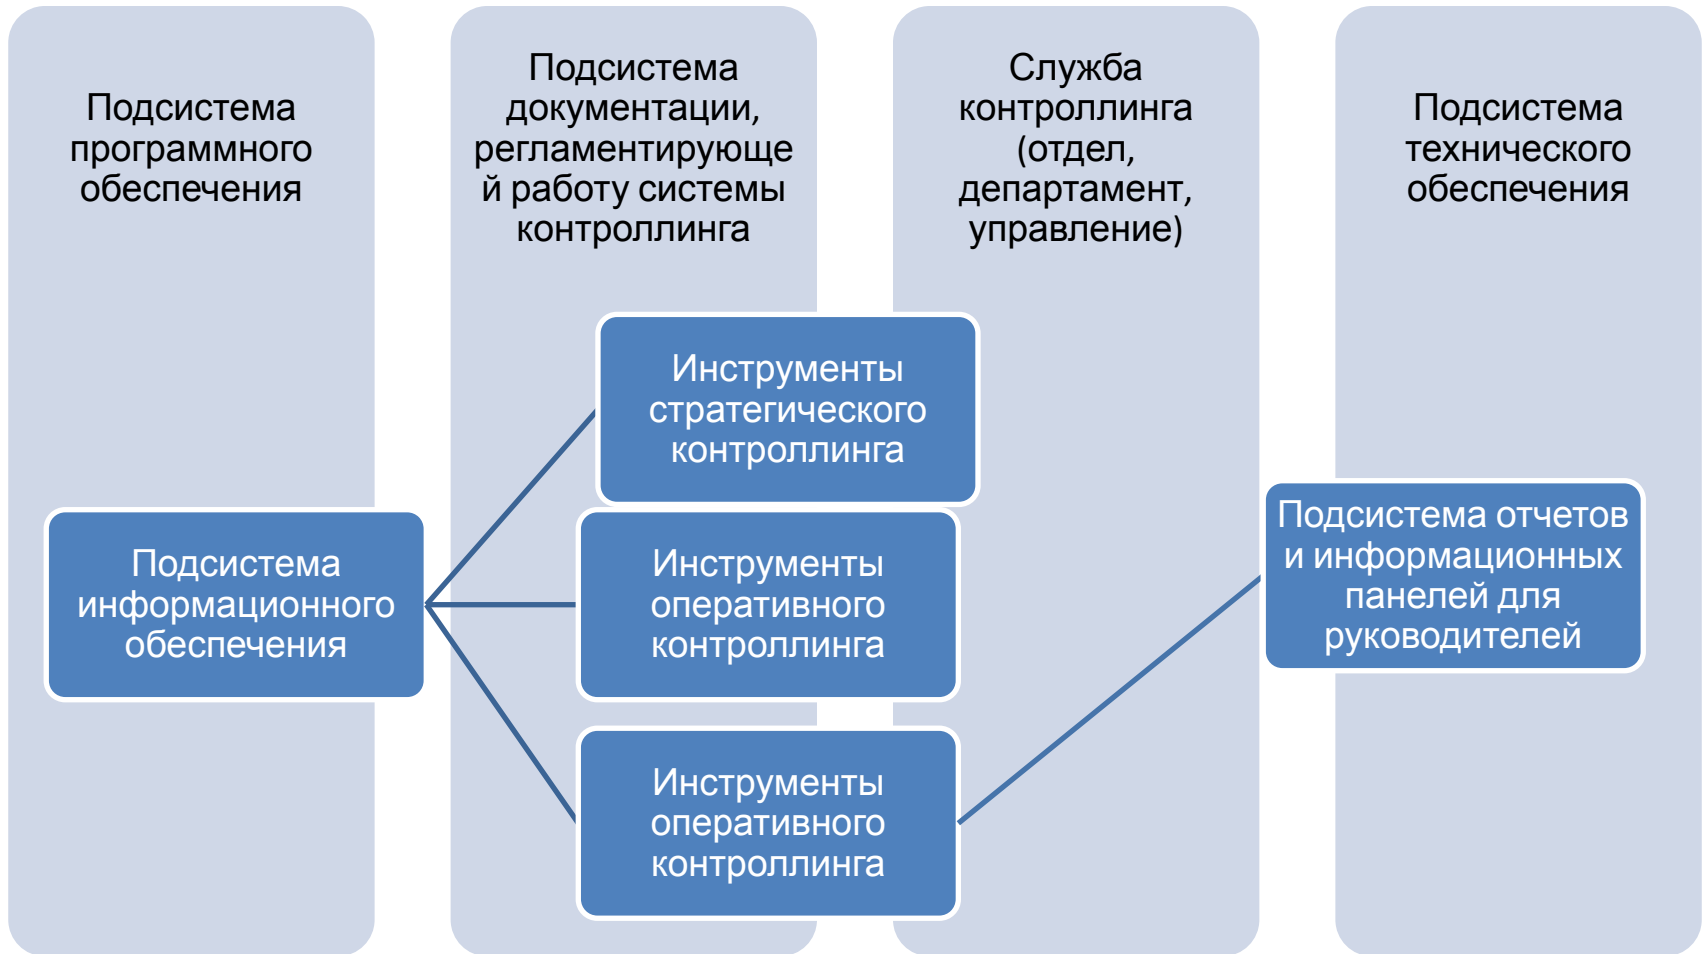 Подсистема
программного
обеспечения
Подсистема
документации,
регламентирующе
й работу системы
контроллинга
Служба
контроллинга
(отдел,
департамент,
управление)
Подсистема
технического
обеспечения
Инструменты
стратегического
контроллинга
Подсистема
информационного
обеспечения
Инструменты
оперативного
контроллинга
Инструменты
оперативного
контроллинга
Подсистема отчетов
и информационных
панелей для
руководителей